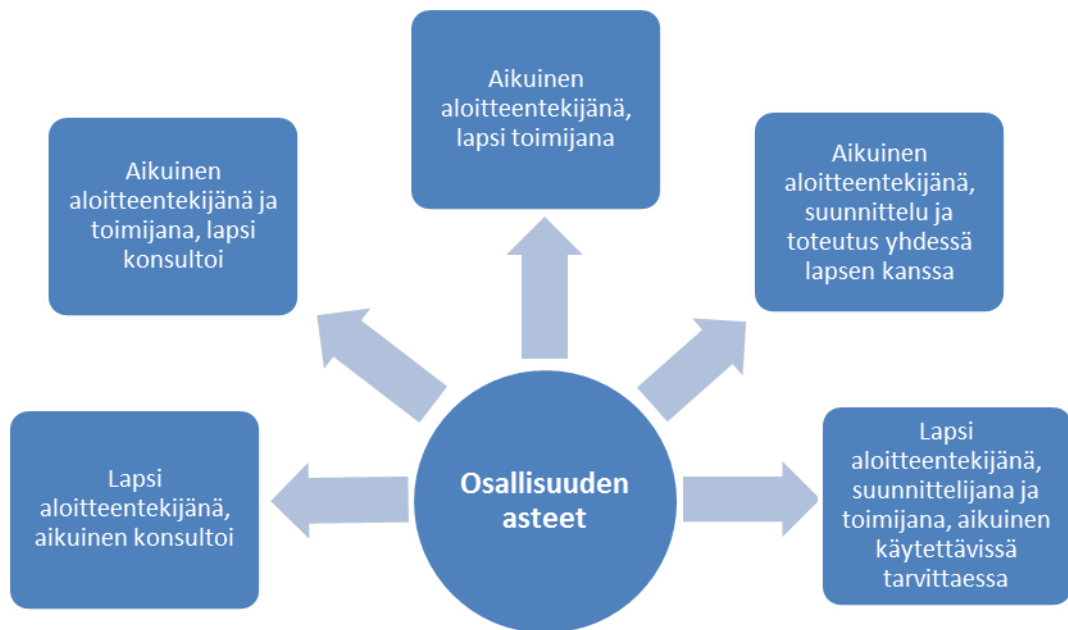 Aikuinen
aloitteentekijänä,
lapsi toimijana
Aikuinen
aloitteentekijänä ja
toimijana, lapsi
konsultoi
Aikuinen
aloitteentekijänä,
suunnittelu ja
toteutus yhdessä
lapsen kanssa
Lapsi
aloitteentekijänä,
aikuinen konsultoi
Osallisuuden
asteet
Lapsi
aloitteentekijänä,
suunnittelijana ja
toimijana, aikuinen
käytettävissä
tarvittaessa